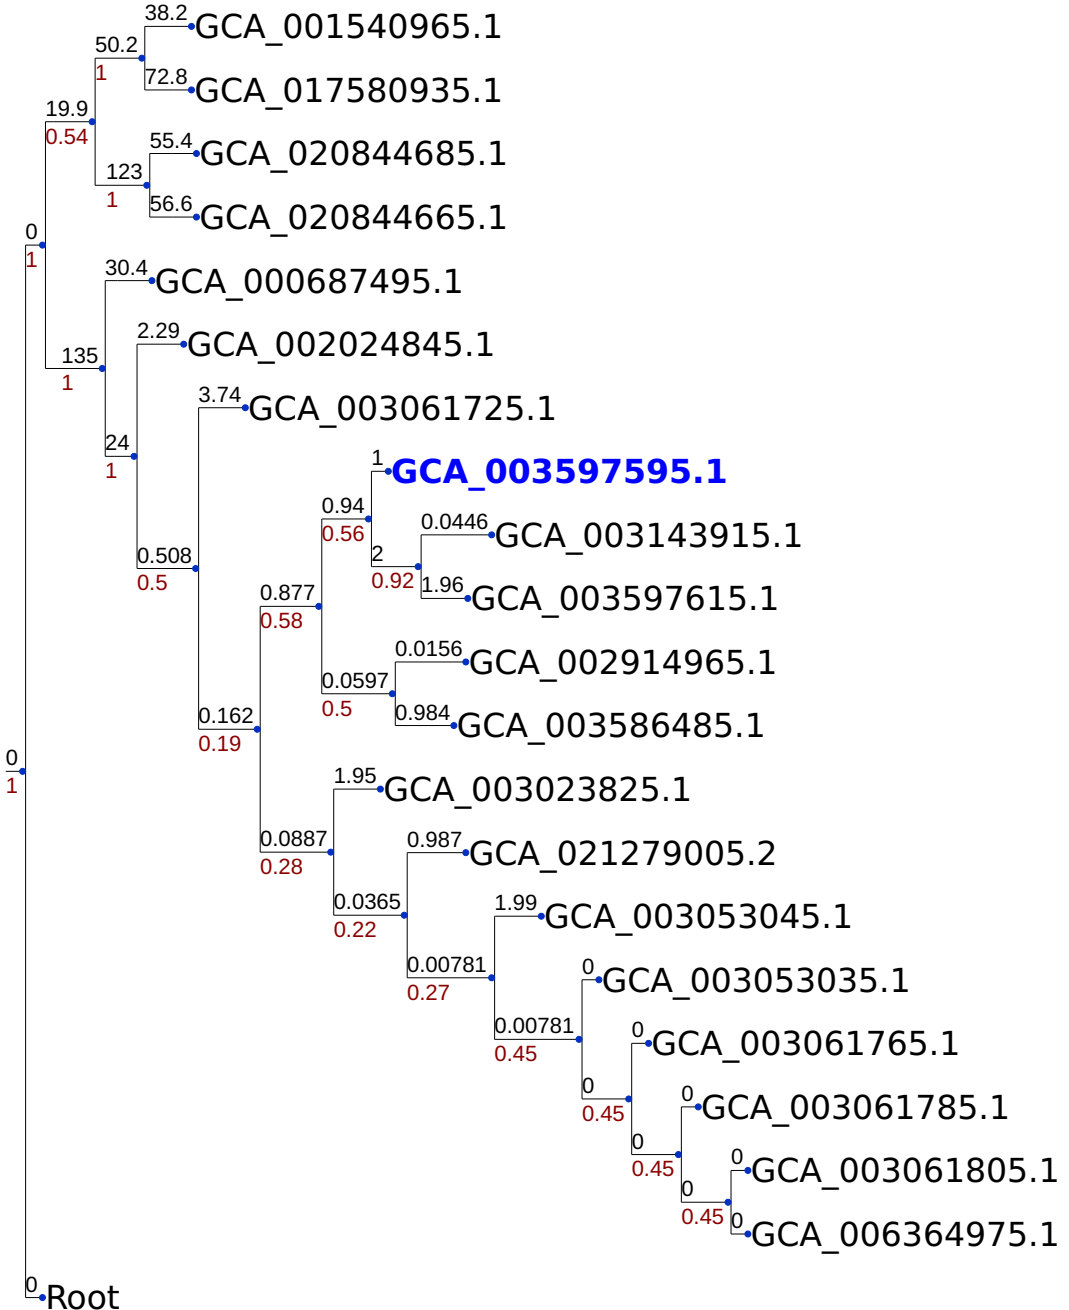 38.2
GCA_001540965.1
50.2
1
72.8
GCA_017580935.1
19.9
0.54
55.4
GCA_020844685.1
123
1
56.6
GCA_020844665.1
0
1
30.4
GCA_000687495.1
2.29
GCA_002024845.1
135
1
3.74
GCA_003061725.1
24
1
1
GCA_003597595.1
0.94
0.56
0.0446
GCA_003143915.1
2
0.92
1.96
GCA_003597615.1
0.508
0.5
0.877
0.58
0.0156
GCA_002914965.1
0.0597
0.5
0.984
GCA_003586485.1
0.162
0.19
0
1
1.95
GCA_003023825.1
0.0887
0.28
0.987
GCA_021279005.2
0.0365
0.22
1.99
GCA_003053045.1
0.00781
0.27
0
GCA_003053035.1
0.00781
0.45
0
GCA_003061765.1
0
0.45
0
GCA_003061785.1
0
0.45
0
GCA_003061805.1
0
0.45
0
GCA_006364975.1
0
Root